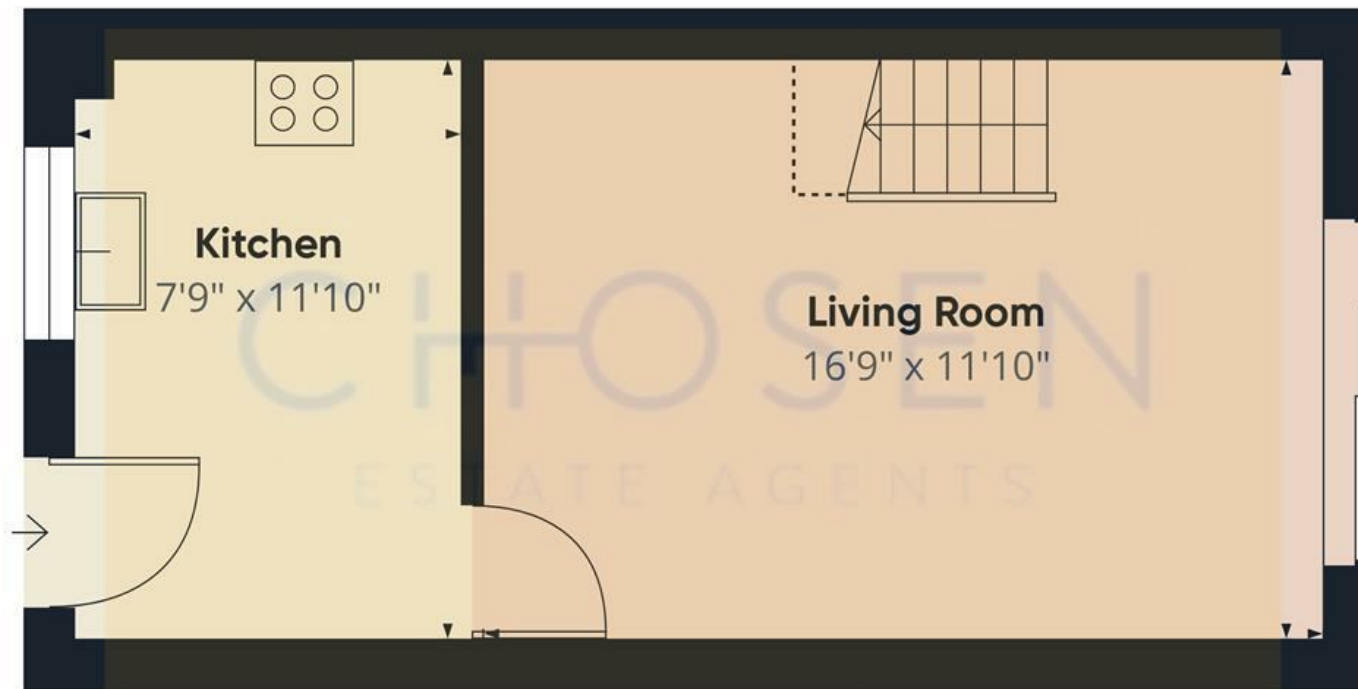 Kitchen
7'9" x 11'10"
Living Room
16'9" x 11'10"
CHOSEN
ESTATE AGENTS